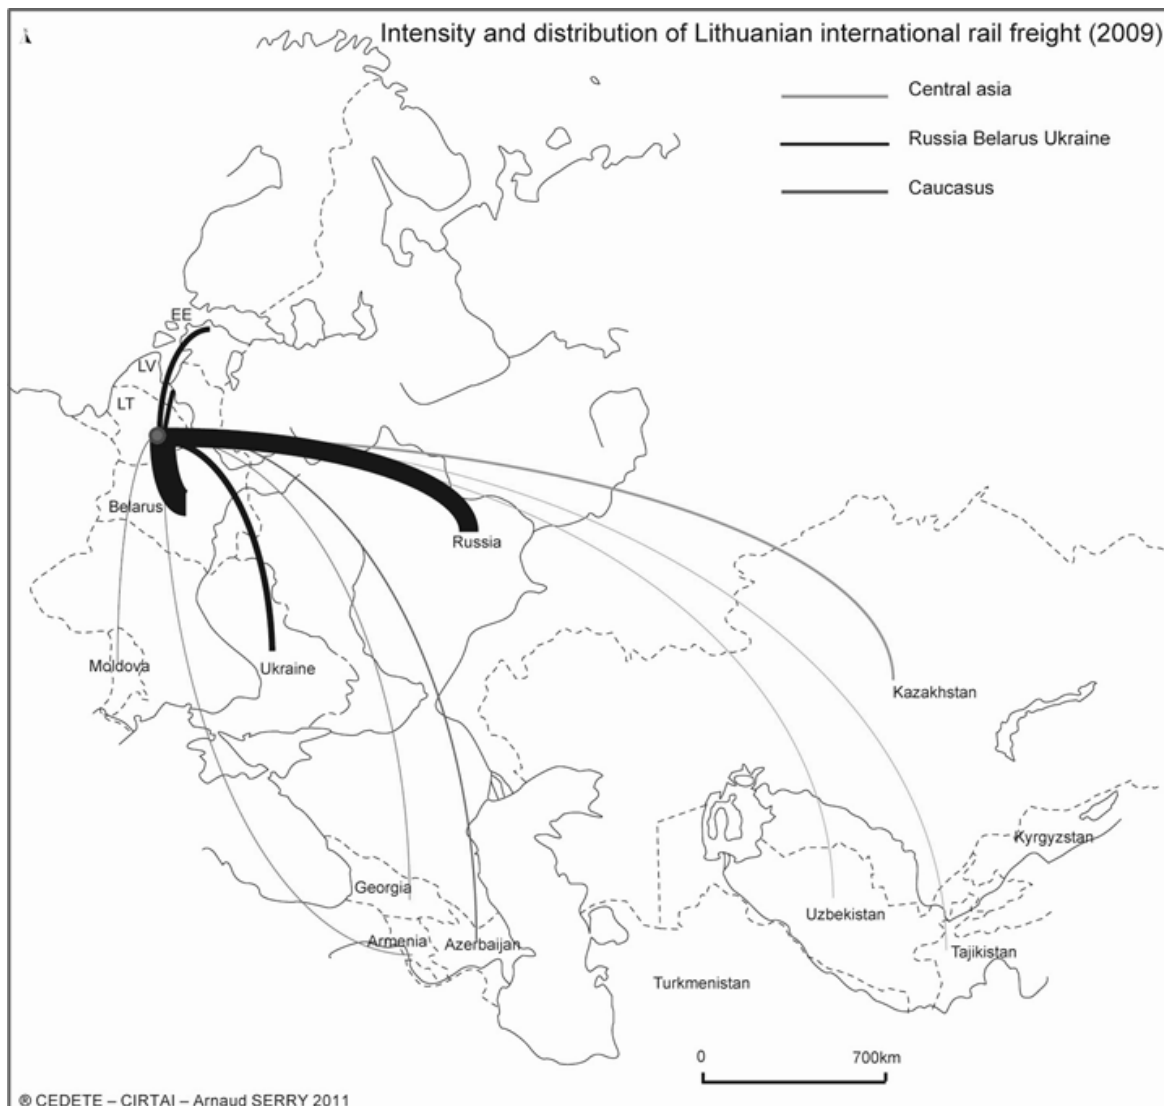 Intensity and distribution of Lithuanian international rail freight (2009)
Central asia
Russia Belarus Ukraine
Caucasus
EE
LV
LT
Belarus
Russia
Moldova
Ukraine
Kazakhstan
Kyrgyzstan
Georgia
Uzbekistan
Armenia
Azerbaijan
Tajikistan
Turkmenistan
0 700km
® CEDETE – CIRTAI – Arnaud SERRY 2011